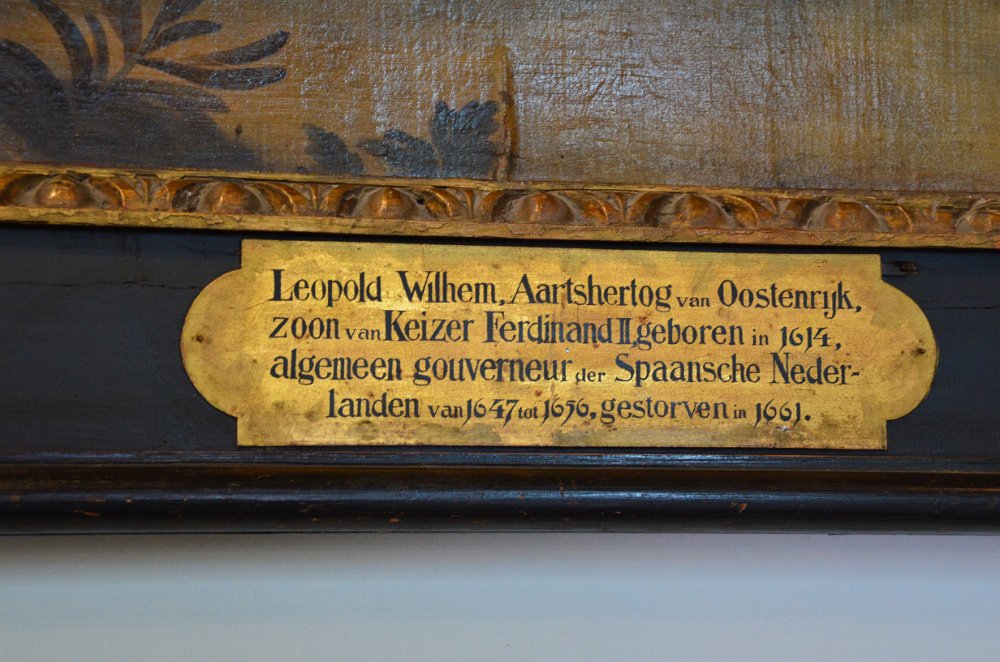 Leopold Wilhem, Aartshertog van Oostenrijk,
zoon van Keizer Ferdinand II, geboren in 1614,
algemeen gouverneur der Spaansche Neder-
landen van 1647 tot 1656, gestorven in 1661.